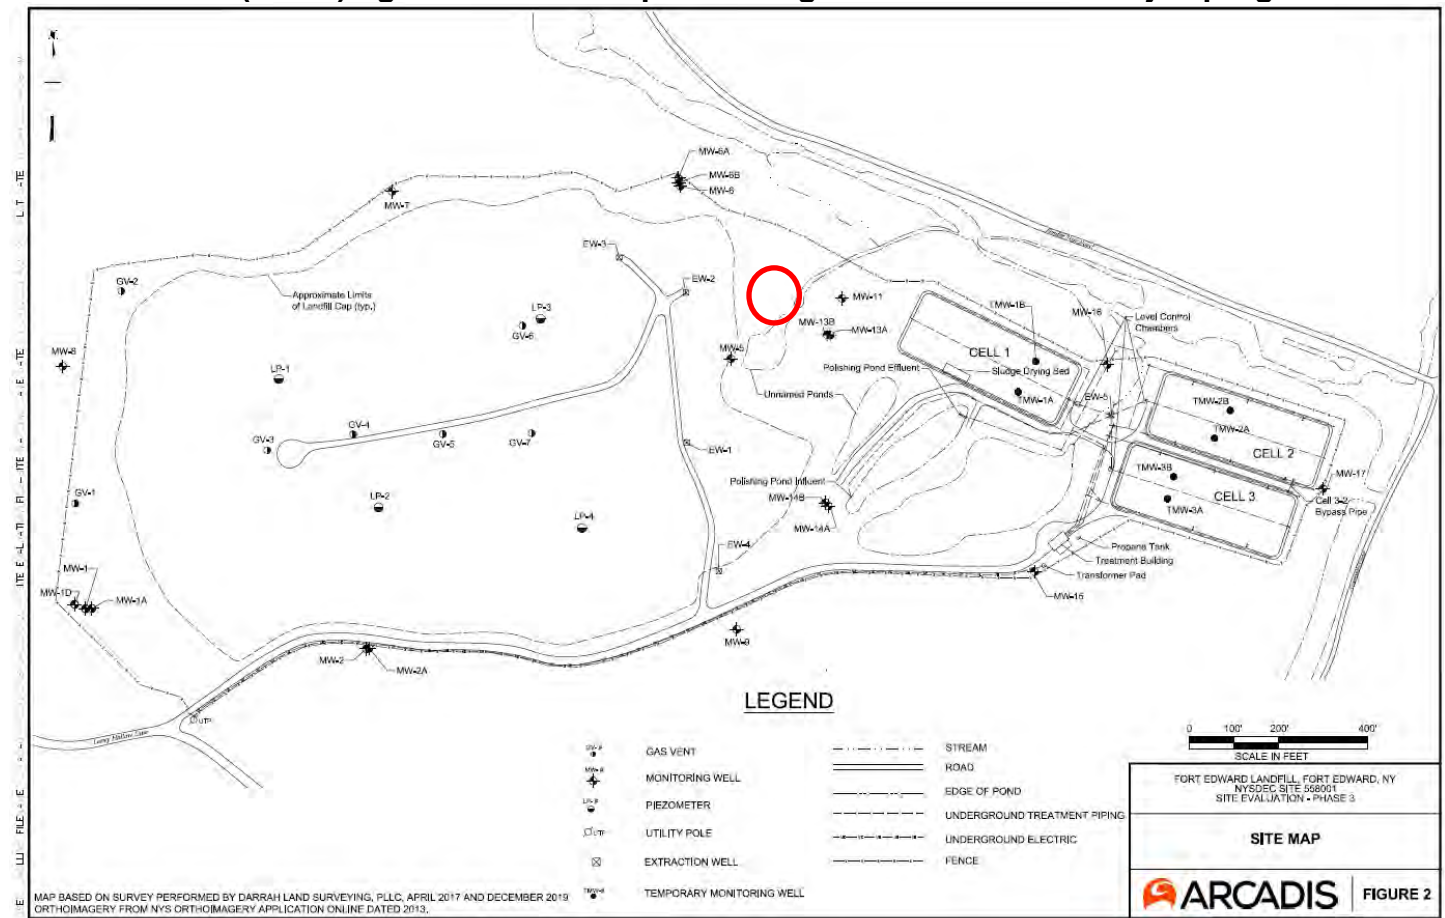 MW-6A
MW-6B
MW-6
MW-7
EW-3
EW-2
GV-2
Approximate Limits
of Landfill Cap (typ.)
LP-3
GV-6
MW-11
TMW-1B
MW-16
Level Control
Chambers
MW-13B
MW-13A
MW-8
MW-5
CELL 1
LP-1
Polishing Pond Effluent
Sludge Drying Bed
Unnamed Ponds
TMW-1A
EW-5
TMW-2B
TMW-2A
GV-4
GV-3
GV-5
GV-7
EW-1
CELL 2
TMW-3B
MW-17
Polishing Pond Influent
LP-2
GV-1
MW-14B
CELL 3
Cell 3-2
Bypass Pipe
TMW-3A
LP-4
MW-14A
EW-4
Propane Tank
Treatment Building
Transformer Pad
MW-1
MW-1D
MW-1A
MW-15
MW-9
MW-2
MW-2A
UTP
LEGEND
GAS VENT
MONITORING WELL
PIEZOMETER
UTILITY POLE
EXTRACTION WELL
TEMPORARY MONITORING WELL
STREAM
ROAD
EDGE OF POND
UNDERGROUND TREATMENT PIPING
UNDERGROUND ELECTRIC
FENCE
0 100' 200' 400'
SCALE IN FEET
FORT EDWARD LANDFILL, FORT EDWARD, NY
NYSDEC SITE 558001
SITE EVALUATION - PHASE 3
SITE MAP
ARCADIS
FIGURE 2
MAP BASED ON SURVEY PERFORMED BY DARRAH LAND SURVEYING, PLLC, APRIL 2017 AND DECEMBER 2019
ORTHOIMAGERY FROM NYS ORTHOIMAGERY APPLICATION ONLINE DATED 2013.